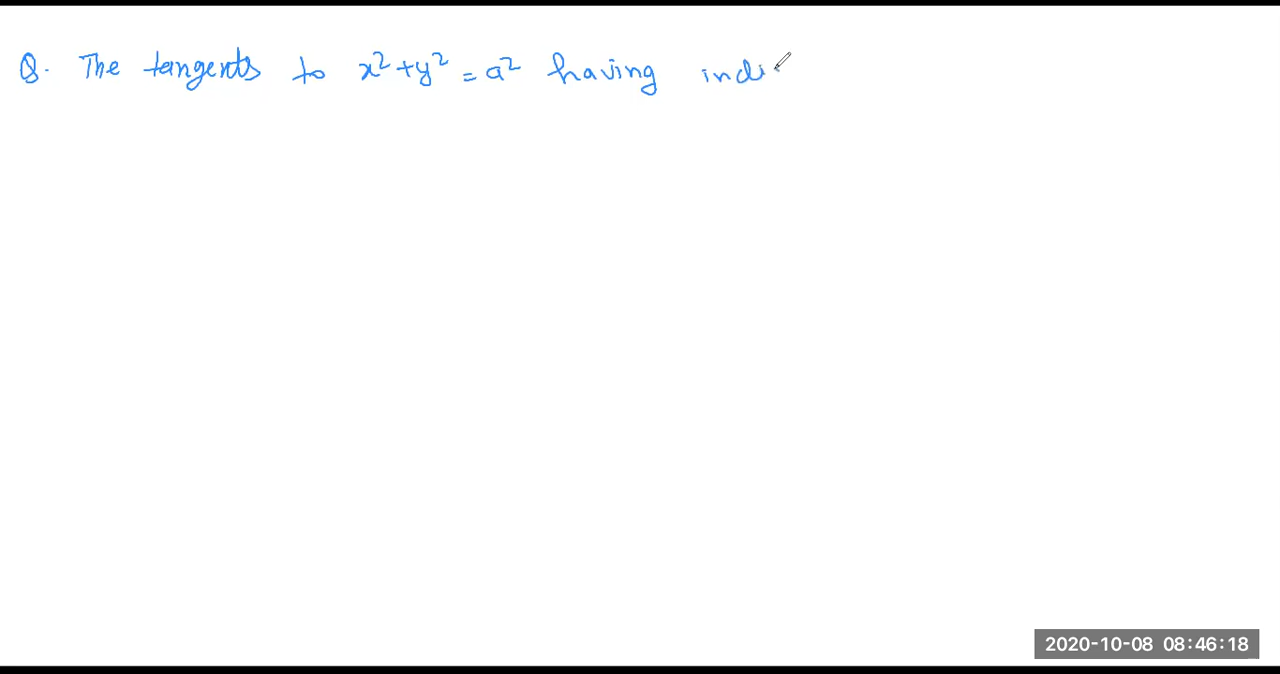 Q. The tangents to x²+y² = a² having indi
2020-10-08 08:46:18